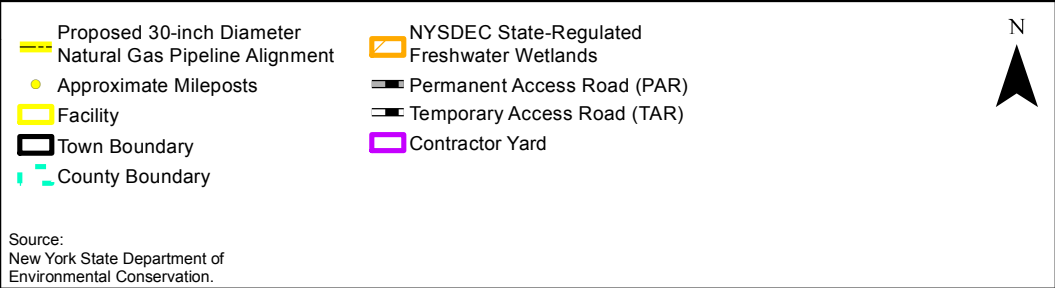 Proposed 30-inch Diameter
Natural Gas Pipeline Alignment
Approximate Mileposts
Facility
Town Boundary
County Boundary
NYSDEC State-Regulated
Freshwater Wetlands
Permanent Access Road (PAR)
Temporary Access Road (TAR)
Contractor Yard
N
Source:
New York State Department of
Environmental Conservation.